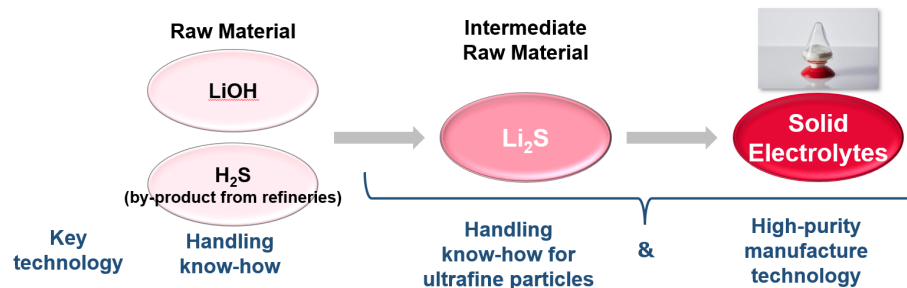 Raw Material
LiOH
H₂S
(by-product from refineries)
Intermediate
Raw Material
Li₂S
Solid
Electrolytes
Key
technology
Handling
know-how
Handling
know-how for
ultrafine particles
&
High-purity
manufacture
technology